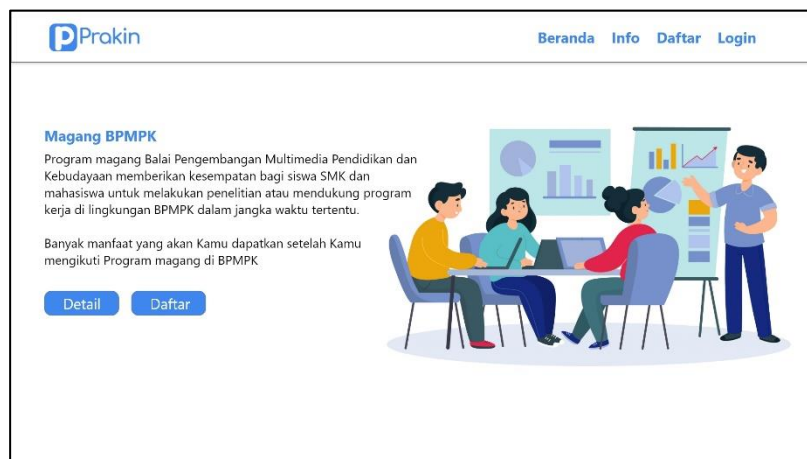 Prakin
Beranda Info Daftar Login
Magang BPMPK
Program magang Balai Pengembangan Multimedia Pendidikan dan
Kebudayaan memberikan kesempatan bagi siswa SMK dan
mahasiswa untuk melakukan penelitian atau mendukung program
kerja di lingkungan BPMPK dalam jangka waktu tertentu.
Banyak manfaat yang akan Kamu dapatkan setelah Kamu
mengikuti Program magang di BPMPK
Detail Daftar